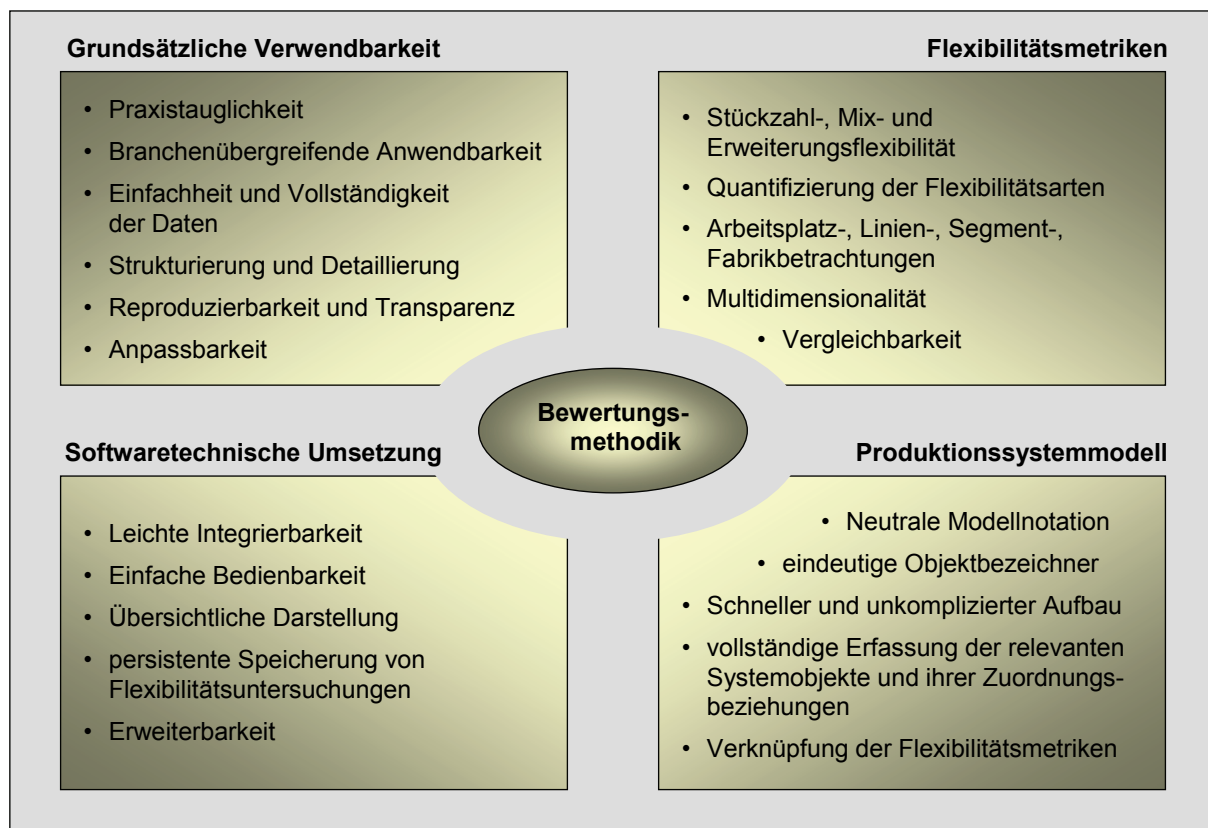 Grundsätzliche Verwendbarkeit
• Praxistauglichkeit
• Branchenübergreifende Anwendbarkeit
• Einfachheit und Vollständigkeit
der Daten
• Strukturierung und Detaillierung
• Reproduzierbarkeit und Transparenz
• Anpassbarkeit
Flexibilitätsmetriken
• Stückzahl-, Mix- und
Erweiterungsflexibilität
• Quantifizierung der Flexibilitätsarten
• Arbeitsplatz-, Linien-, Segment-,
Fabrikbetrachtungen
• Multidimensionalität
• Vergleichbarkeit
Bewertungs-
methodik
Softwaretechnische Umsetzung
• Leichte Integrierbarkeit
• Einfache Bedienbarkeit
• Übersichtliche Darstellung
• persistente Speicherung von
Flexibilitätsuntersuchungen
• Erweiterbarkeit
Produktionssystemmodell
• Neutrale Modellnotation
• eindeutige Objektbezeichner
• Schneller und unkomplizierter Aufbau
• vollständige Erfassung der relevanten
Systemobjekte und ihrer Zuordnungs-
beziehungen
• Verknüpfung der Flexibilitätsmetriken